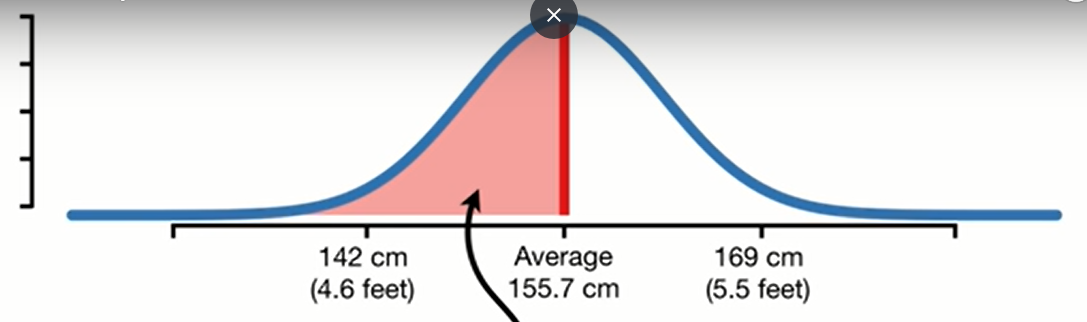 142 cm
(4.6 feet)
Average
155.7 cm
169 cm
(5.5 feet)